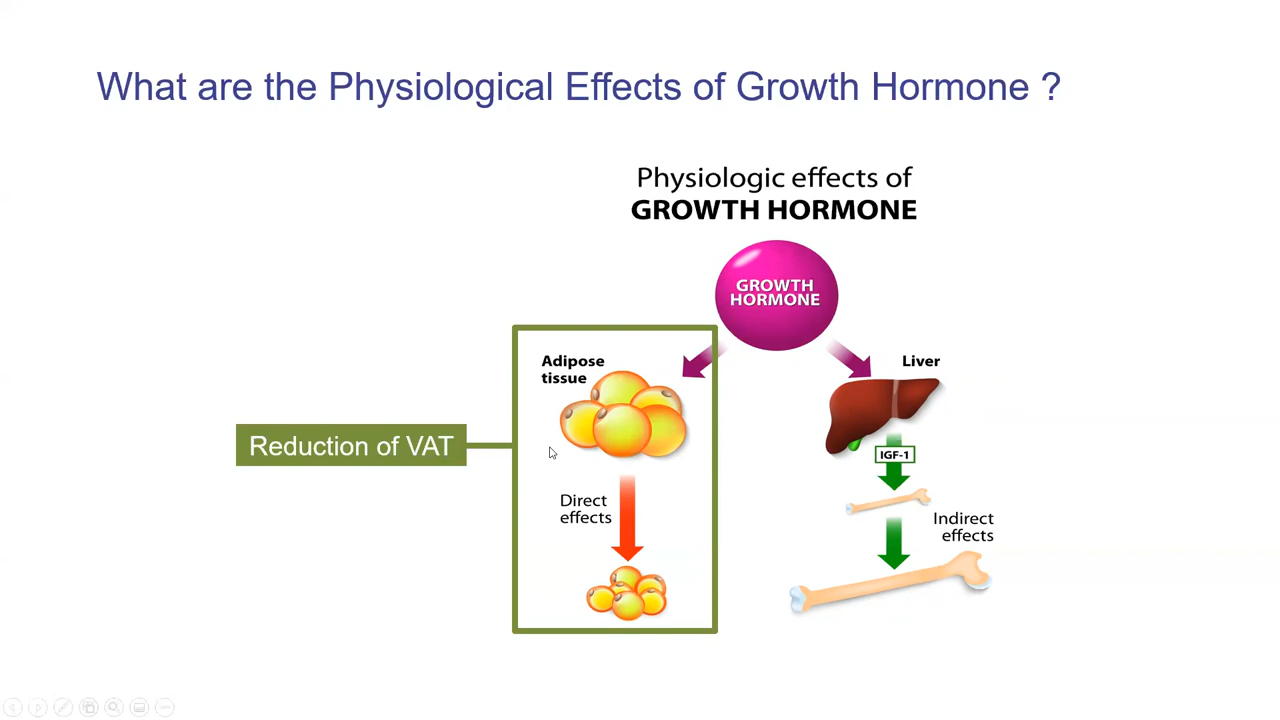 What are the Physiological Effects of Growth Hormone ?
Physiologic effects of
GROWTH HORMONE
GROWTH
HORMONE
Adipose
tissue
Liver
Reduction of VAT
IGF-1
Direct
effects
Indirect
effects